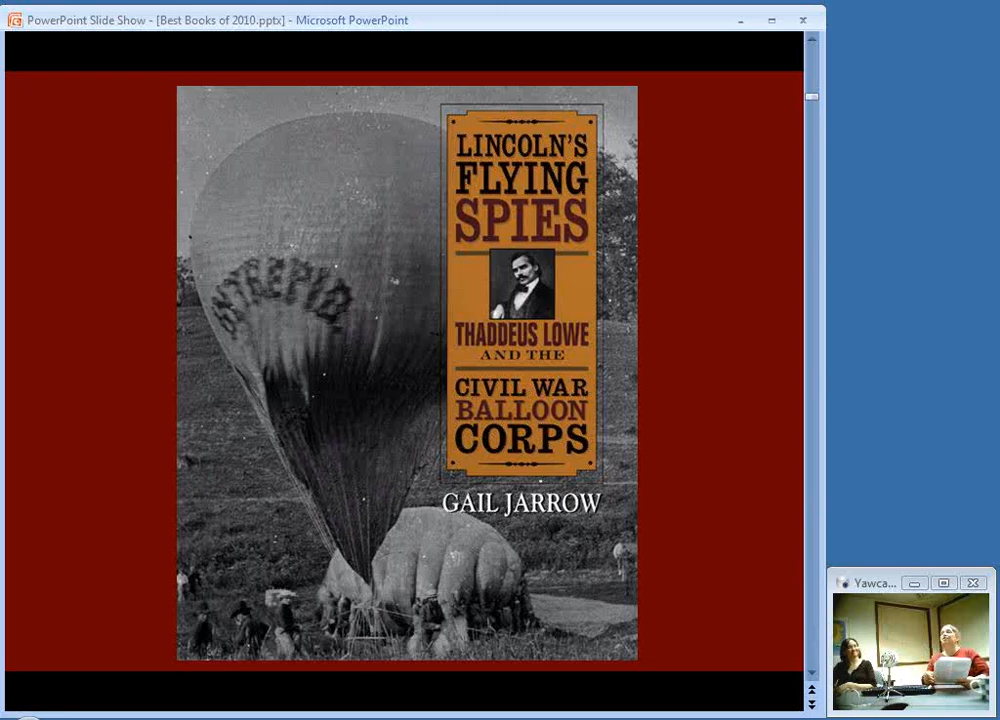 PowerPoint Slide Show - [Best Books of 2010.pptx] - Microsoft PowerPoint
LINCOLN'S
FLYING
SPIES
INTREPID
THADDEUS LOWE
AND THE
CIVIL WAR
BALLOON
CORPS
GAIL JARROW
Yawca...